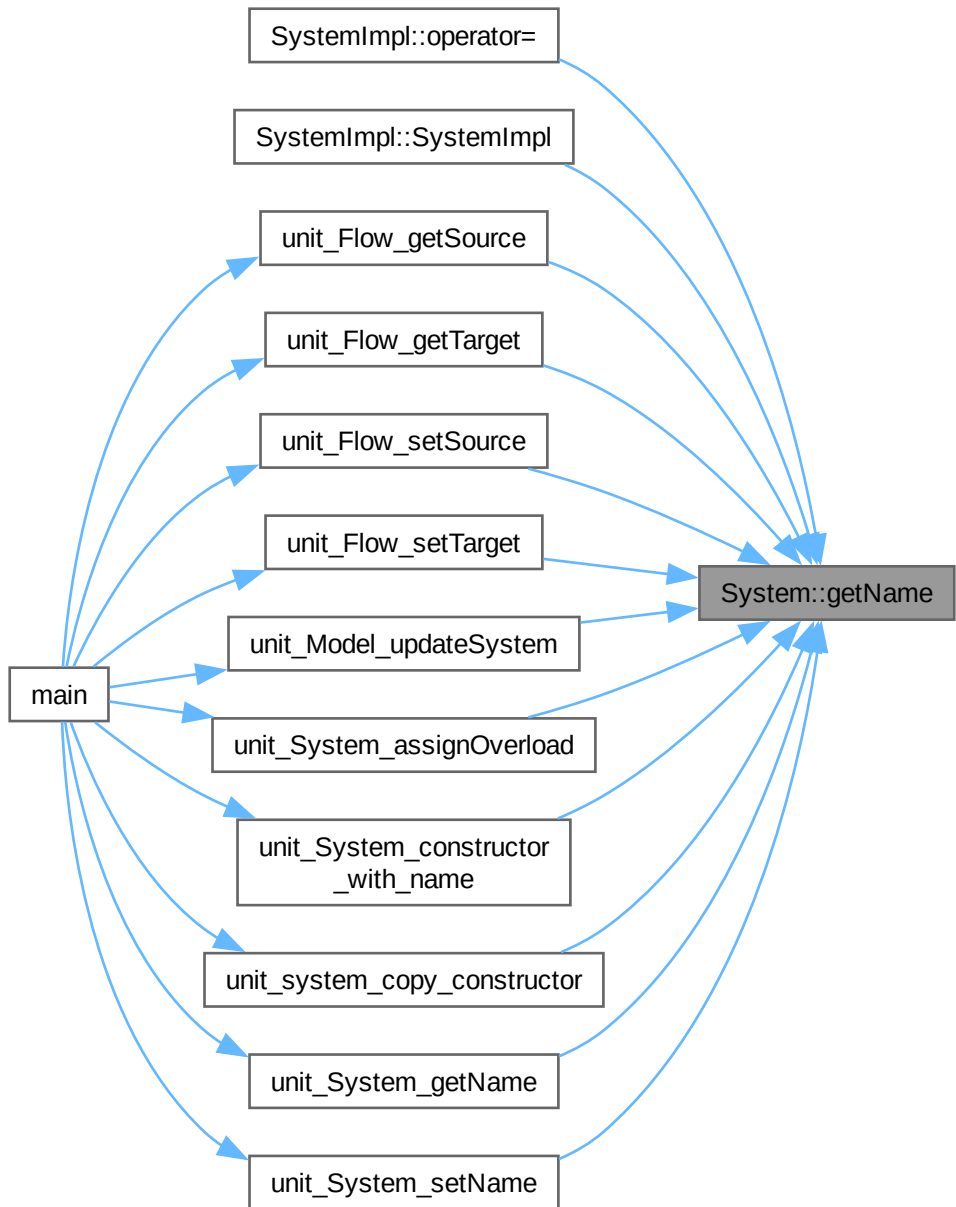 SystemImpl::operator=
SystemImpl::SystemImpl
unit_Flow_getSource
unit_Flow_getTarget
unit_Flow_setSource
unit_Flow_setTarget
System::getName
unit_Model_updateSystem
main
unit_System_assignOverload
unit_System_constructor
_with_name
unit_system_copy_constructor
unit_System_getName
unit_System_setName